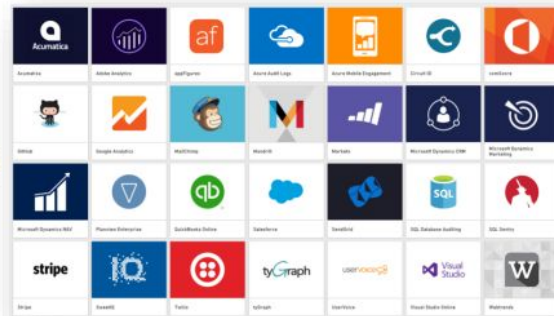 Acumatica
af
Acumatica
Adobe Analytics
appFigures
Azure Audit Logs
Azure Mobile Engagement
Circuit ID
comScore
GitHub
Google Analytics
MailChimp
Mandrill
Marketo
Microsoft Dynamics CRM
Microsoft Dynamics
Marketing
qb
SQL
Microsoft Dynamics NAV
Planview Enterprise
QuickBooks Online
Salesforce
SendGrid
SQL Database Auditing
SQL Sentry
stripe
IQ
tyGraph
uservoice
Visual
Studio
W
Stripe
SweetIQ
Twilio
tyGraph
UserVoice
Visual Studio Online
Webtrends